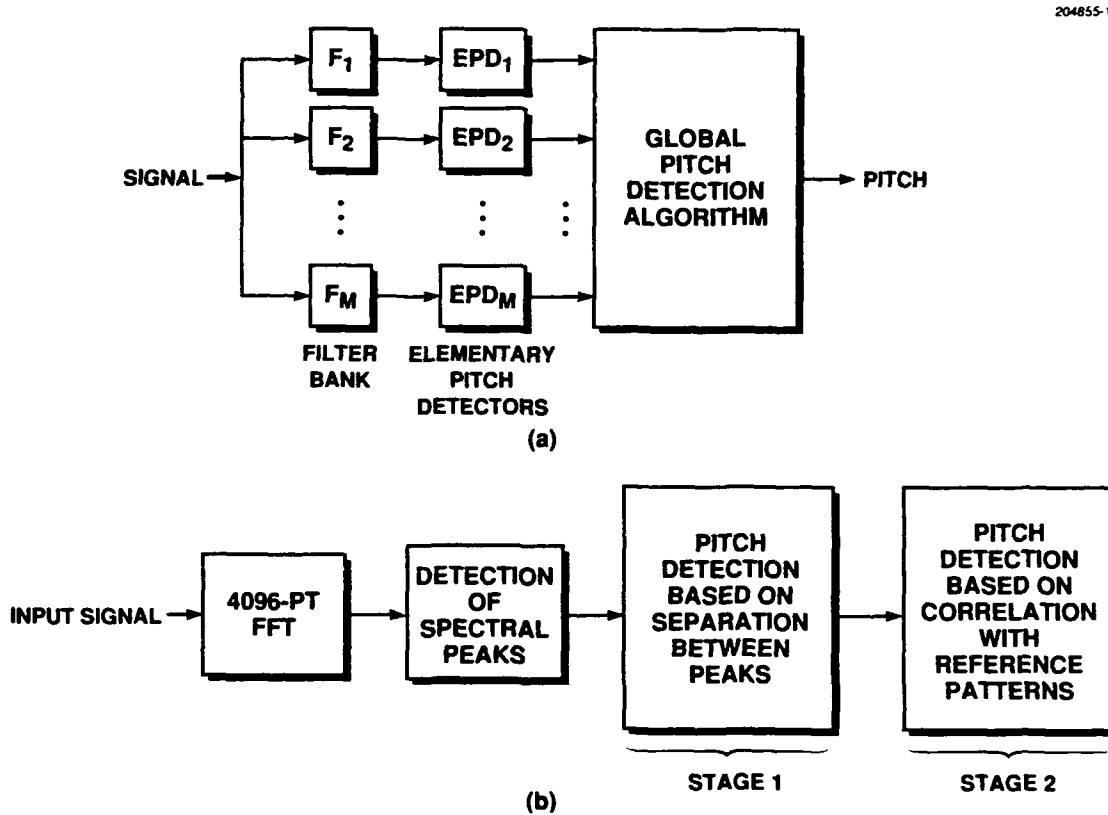 204855-1
F1
EPD1
F2
EPD2
SIGNAL
GLOBAL
PITCH
DETECTION
ALGORITHM
PITCH
FM
EPDM
FILTER
BANK
ELEMENTARY
PITCH
DETECTORS
(a)
INPUT SIGNAL
4096-PT
FFT
DETECTION
OF
SPECTRAL
PEAKS
PITCH
DETECTION
BASED ON
SEPARATION
BETWEEN
PEAKS
PITCH
DETECTION
BASED ON
CORRELATION
WITH
REFERENCE
PATTERNS
STAGE 1
STAGE 2
(b)